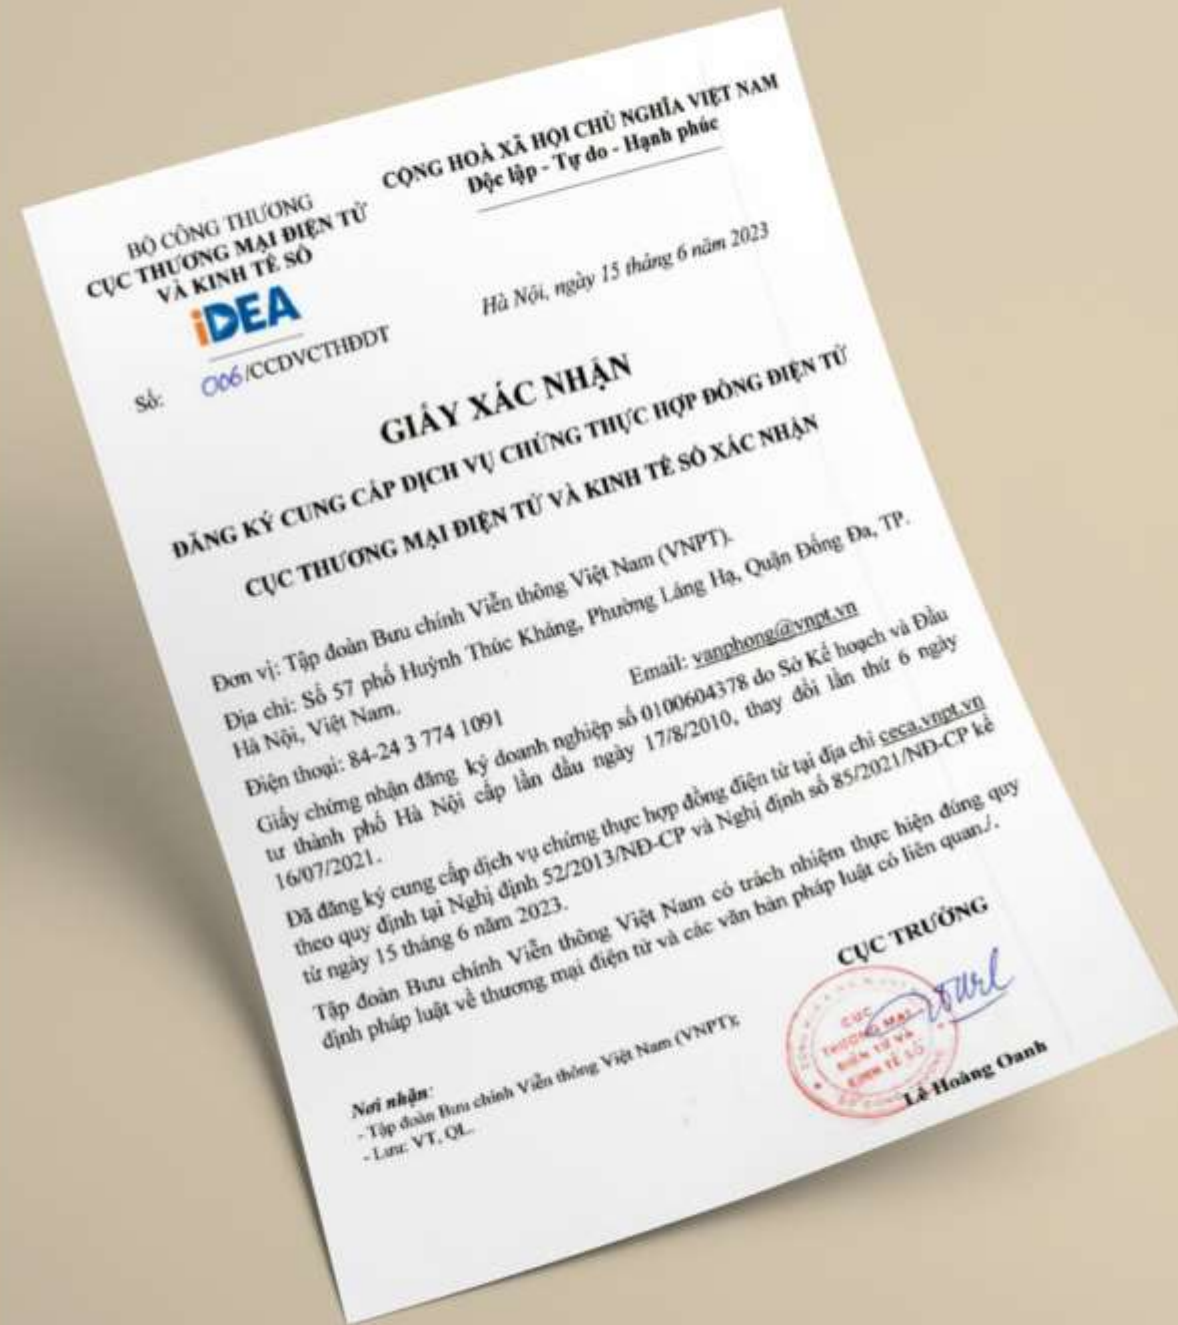 BỘ CÔNG THƯƠNG
CỤC THƯƠNG MẠI ĐIỆN TỬ
VÀ KINH TẾ SỐ
iDEA
Số: 006/CCDVCTHĐDT
CỘNG HOÀ XÃ HỘI CHỦ NGHĨA VIỆT NAM
Độc lập - Tự do - Hạnh phúc
Hà Nội, ngày 15 tháng 6 năm 2023
GIẤY XÁC NHẬN
ĐĂNG KÝ CUNG CẤP DỊCH VỤ CHỨNG THỰC HỢP ĐỒNG ĐIỆN TỬ
CỤC THƯƠNG MẠI ĐIỆN TỬ VÀ KINH TẾ SỐ XÁC NHẬN
Đơn vị: Tập đoàn Bưu chính Viễn thông Việt Nam (VNPT).
Địa chỉ: Số 57 phố Huỳnh Thúc Kháng, Phường Láng Hạ, Quận Đống Đa, TP.
Hà Nội, Việt Nam.
Điện thoại: 84-24 3 774 1091 Email: vanphong@vnpt.vn
Giấy chứng nhận đăng ký doanh nghiệp số 0100604378 do Sở Kế hoạch và Đầu
tư thành phố Hà Nội cấp lần đầu ngày 17/8/2010, thay đổi lần thứ 6 ngày
16/07/2021.
Đã đăng ký cung cấp dịch vụ chứng thực hợp đồng điện tử tại địa chỉ ceca.vnpt.vn
theo quy định tại Nghị định 52/2013/NĐ-CP và Nghị định số 85/2021/NĐ-CP kể
từ ngày 15 tháng 6 năm 2023.
Tập đoàn Bưu chính Viễn thông Việt Nam có trách nhiệm thực hiện đúng quy
định pháp luật về thương mại điện tử và các văn bản pháp luật có liên quan./.
Nơi nhận:
- Tập đoàn Bưu chính Viễn thông Việt Nam (VNPT);
- Lưu: VT, QL.
CỤC TRƯỞNG
CỤC
THƯƠNG MẠI
ĐIỆN TỬ VÀ
KINH TẾ SỐ
Lê Hoàng Oanh